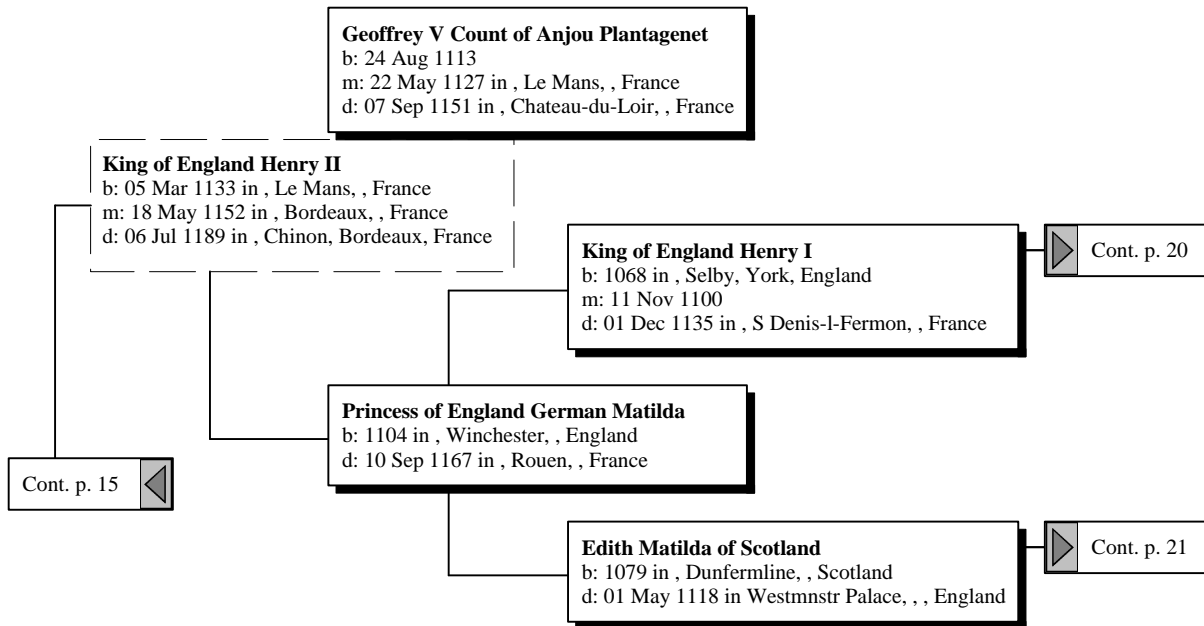 Geoffrey V Count of Anjou Plantagenet
b: 24 Aug 1113
m: 22 May 1127 in , Le Mans, , France
d: 07 Sep 1151 in , Chateau-du-Loir, , France
King of England Henry II
b: 05 Mar 1133 in , Le Mans, , France
m: 18 May 1152 in , Bordeaux, , France
d: 06 Jul 1189 in , Chinon, Bordeaux, France
King of England Henry I
b: 1068 in , Selby, York, England
m: 11 Nov 1100
d: 01 Dec 1135 in , S Denis-l-Fermon, , France
Cont. p. 20
Princess of England German Matilda
b: 1104 in , Winchester, , England
d: 10 Sep 1167 in , Rouen, , France
Cont. p. 15
Edith Matilda of Scotland
b: 1079 in , Dunfermline, , Scotland
d: 01 May 1118 in Westmnstr Palace, , , England
Cont. p. 21